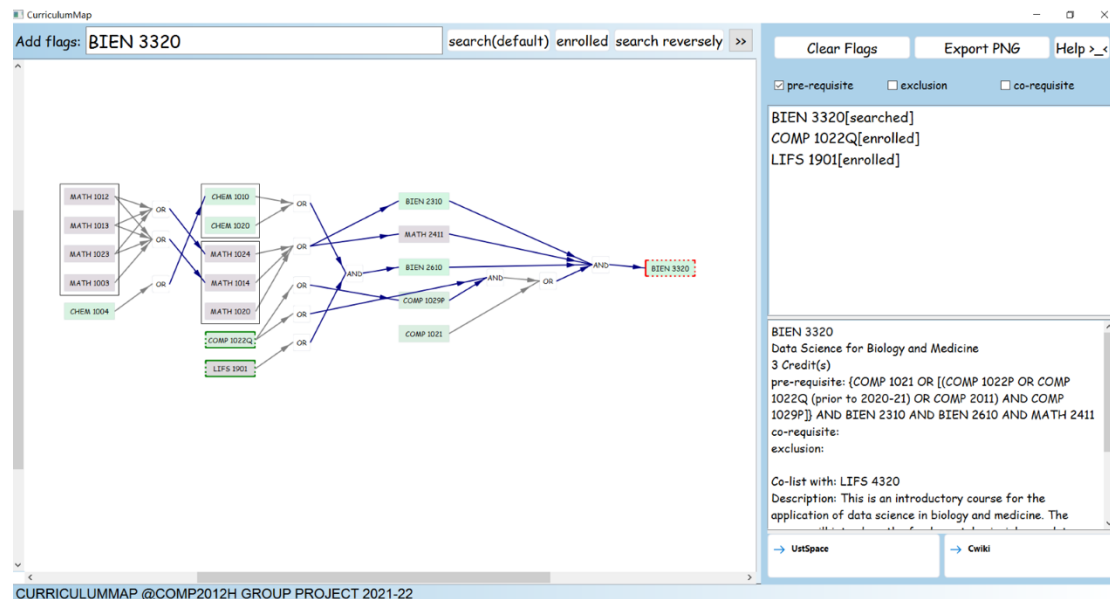 CurriculumMap
Add flags: BIEN 3320
search(default) enrolled search reversely >>
Clear Flags Export PNG Help >_<
pre-requisite exclusion co-requisite
BIEN 3320[searched]
COMP 1022Q[enrolled]
LIFS 1901[enrolled]
MATH 1012
MATH 1013
MATH 1023
MATH 1003
CHEM 1004
OR
OR
OR
CHEM 1010
CHEM 1020
MATH 1024
MATH 1014
MATH 1020
COMP 1022Q
LIFS 1901
OR
OR
OR
OR
OR
AND
BIEN 2310
MATH 2411
BIEN 2610
COMP 1029P
COMP 1021
AND
OR
AND
BIEN 3320
BIEN 3320
Data Science for Biology and Medicine
3 Credit(s)
pre-requisite: {COMP 1021 OR [(COMP 1022P OR COMP
1022Q (prior to 2020-21) OR COMP 2011) AND COMP
1029P]} AND BIEN 2310 AND BIEN 2610 AND MATH 2411
co-requisite:
exclusion:
Co-list with: LIFS 4320
Description: This is an introductory course for the
application of data science in biology and medicine. The
→ UstSpace → Cwiki
CURRICULUMMAP @COMP2012H GROUP PROJECT 2021-22